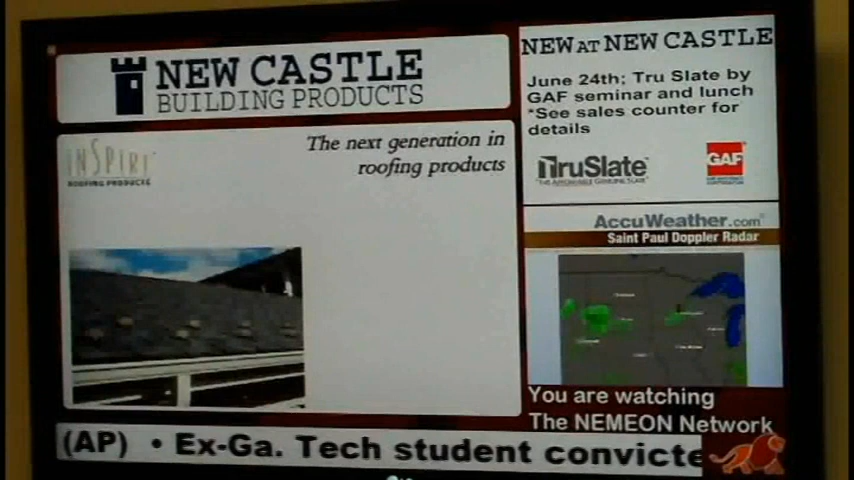 NEW CASTLE
BUILDING PRODUCTS
INSPIRE
ROOFING PRODUCTS
The next generation in
roofing products
NEW AT NEW CASTLE
June 24th; Tru Slate by
GAF seminar and lunch
*See sales counter for
details
TruSlate
GAF
AccuWeather.com
Saint Paul Doppler Radar
You are watching
The NEMEON Network
(AP) • Ex-Ga. Tech student convicte